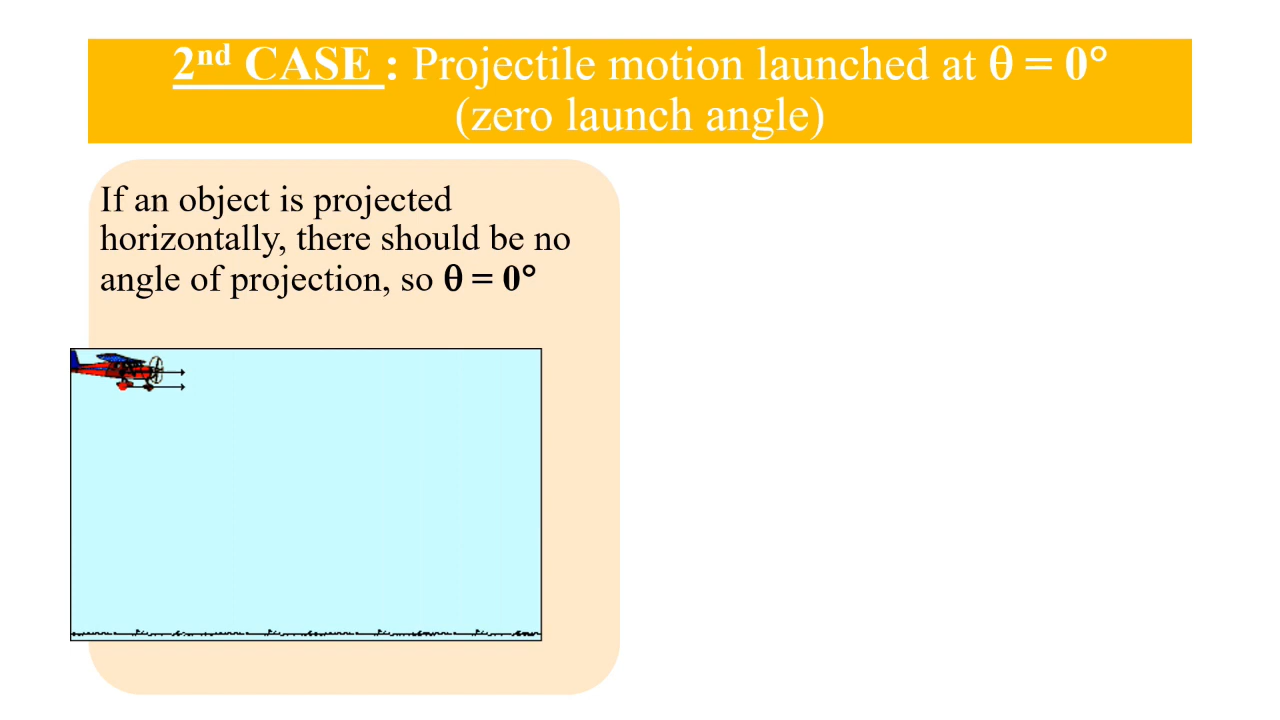 2nd CASE : Projectile motion launched at θ = 0°
(zero launch angle)
If an object is projected
horizontally, there should be no
angle of projection, so θ = 0°